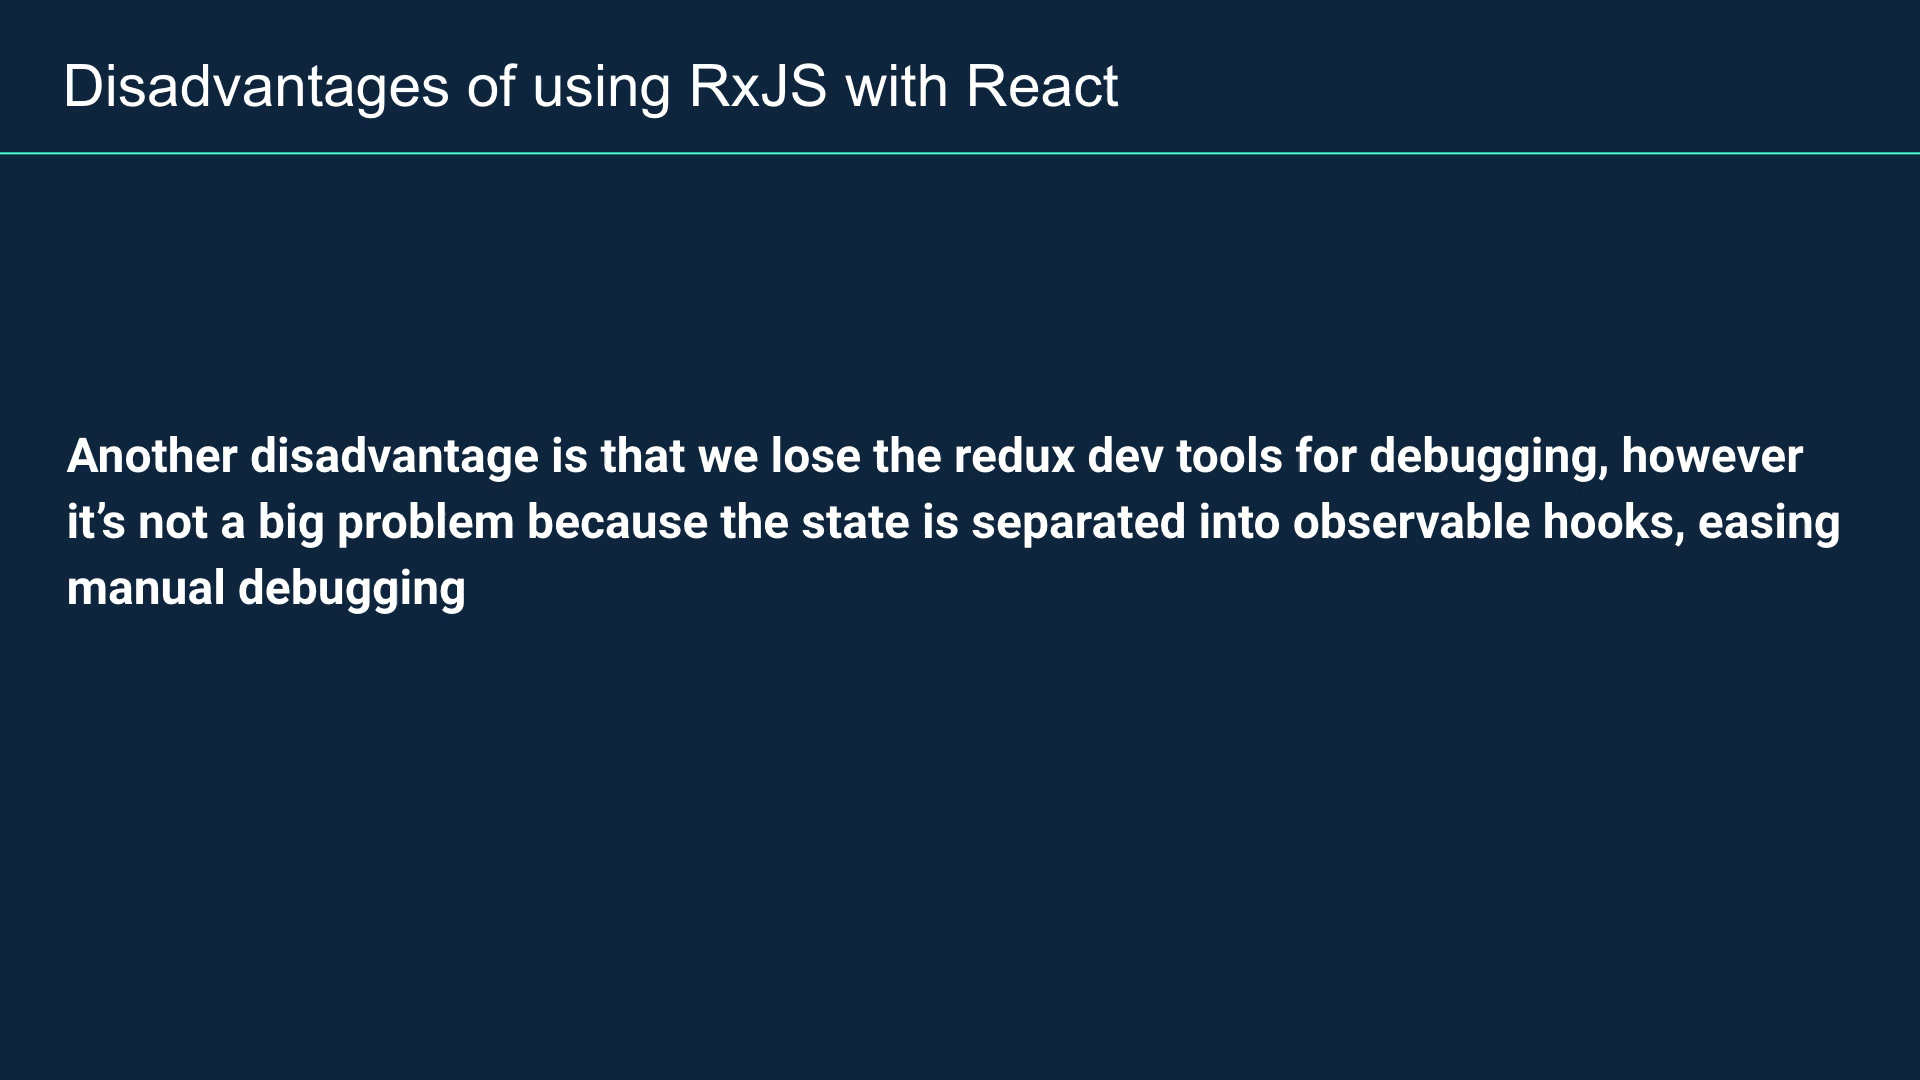 Disadvantages of using RxJS with React
Another disadvantage is that we lose the redux dev tools for debugging, however
it’s not a big problem because the state is separated into observable hooks, easing
manual debugging